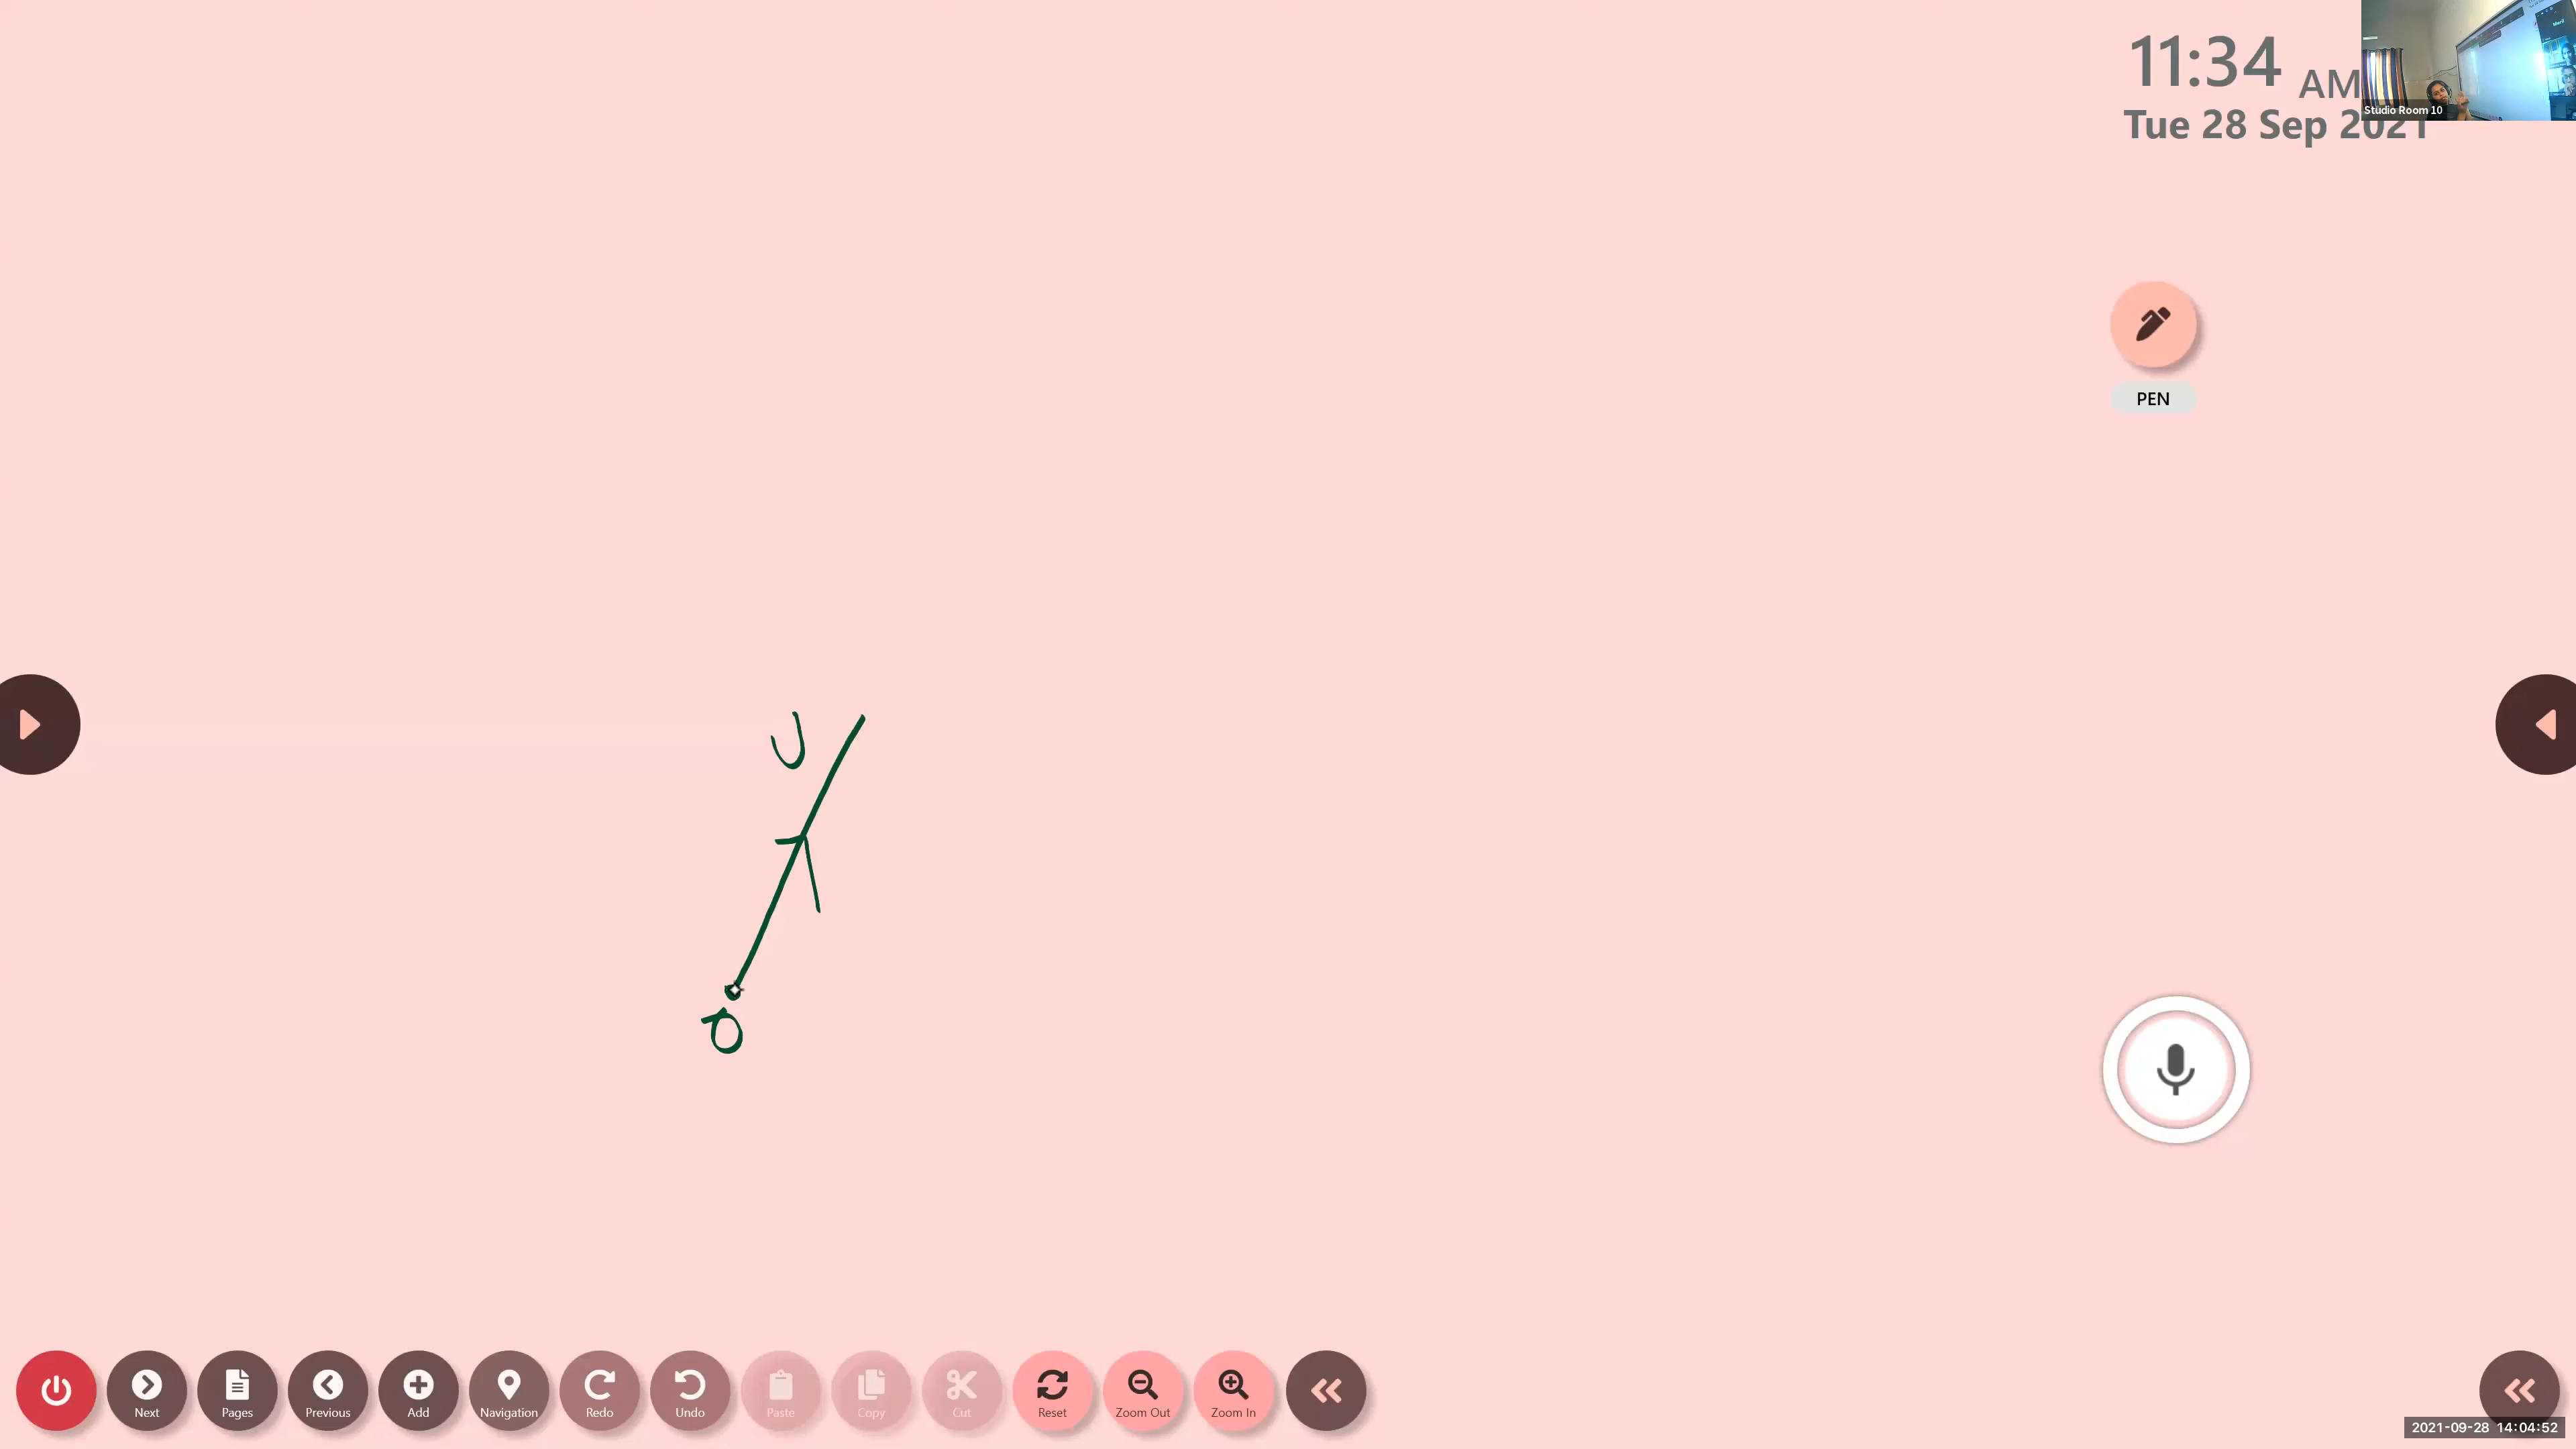 11:34 AM
Studio Room 10
Tue 28 Sep 2021
PEN
U
O
Next
Pages
Previous
Add
Navigation
Redo
Undo
Paste
Copy
Cut
Reset
Zoom Out
Zoom In
2021-09-28 14:04:52